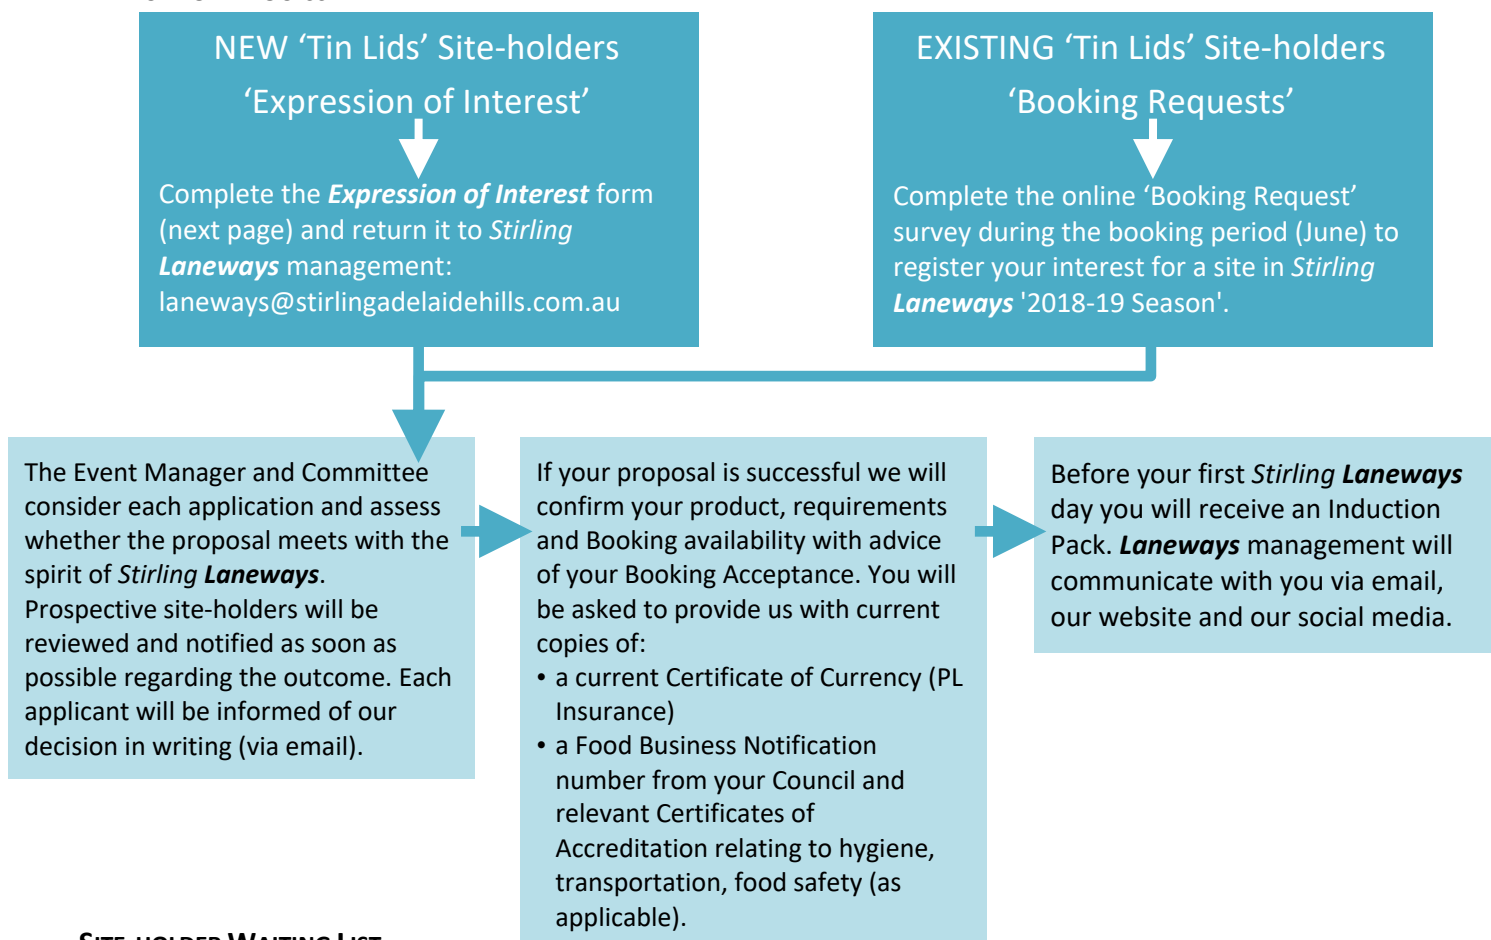 NEW ‘Tin Lids’ Site-holders
‘Expression of Interest’
Complete the Expression of Interest form
(next page) and return it to Stirling
Laneways management:
laneways@stirlingadelaidehills.com.au
EXISTING ‘Tin Lids’ Site-holders
‘Booking Requests’
Complete the online ‘Booking Request’
survey during the booking period (June) to
register your interest for a site in Stirling
Laneways '2018-19 Season'.
The Event Manager and Committee
consider each application and assess
whether the proposal meets with the
spirit of Stirling Laneways.
Prospective site-holders will be
reviewed and notified as soon as
possible regarding the outcome. Each
applicant will be informed of our
decision in writing (via email).
If your proposal is successful we will
confirm your product, requirements
and Booking availability with advice
of your Booking Acceptance. You will
be asked to provide us with current
copies of:
• a current Certificate of Currency (PL
Insurance)
• a Food Business Notification
number from your Council and
relevant Certificates of
Accreditation relating to hygiene,
transportation, food safety (as
applicable).
Before your first Stirling Laneways
day you will receive an Induction
Pack. Laneways management will
communicate with you via email,
our website and our social media.
SITE-HOLDER WAITING LIST